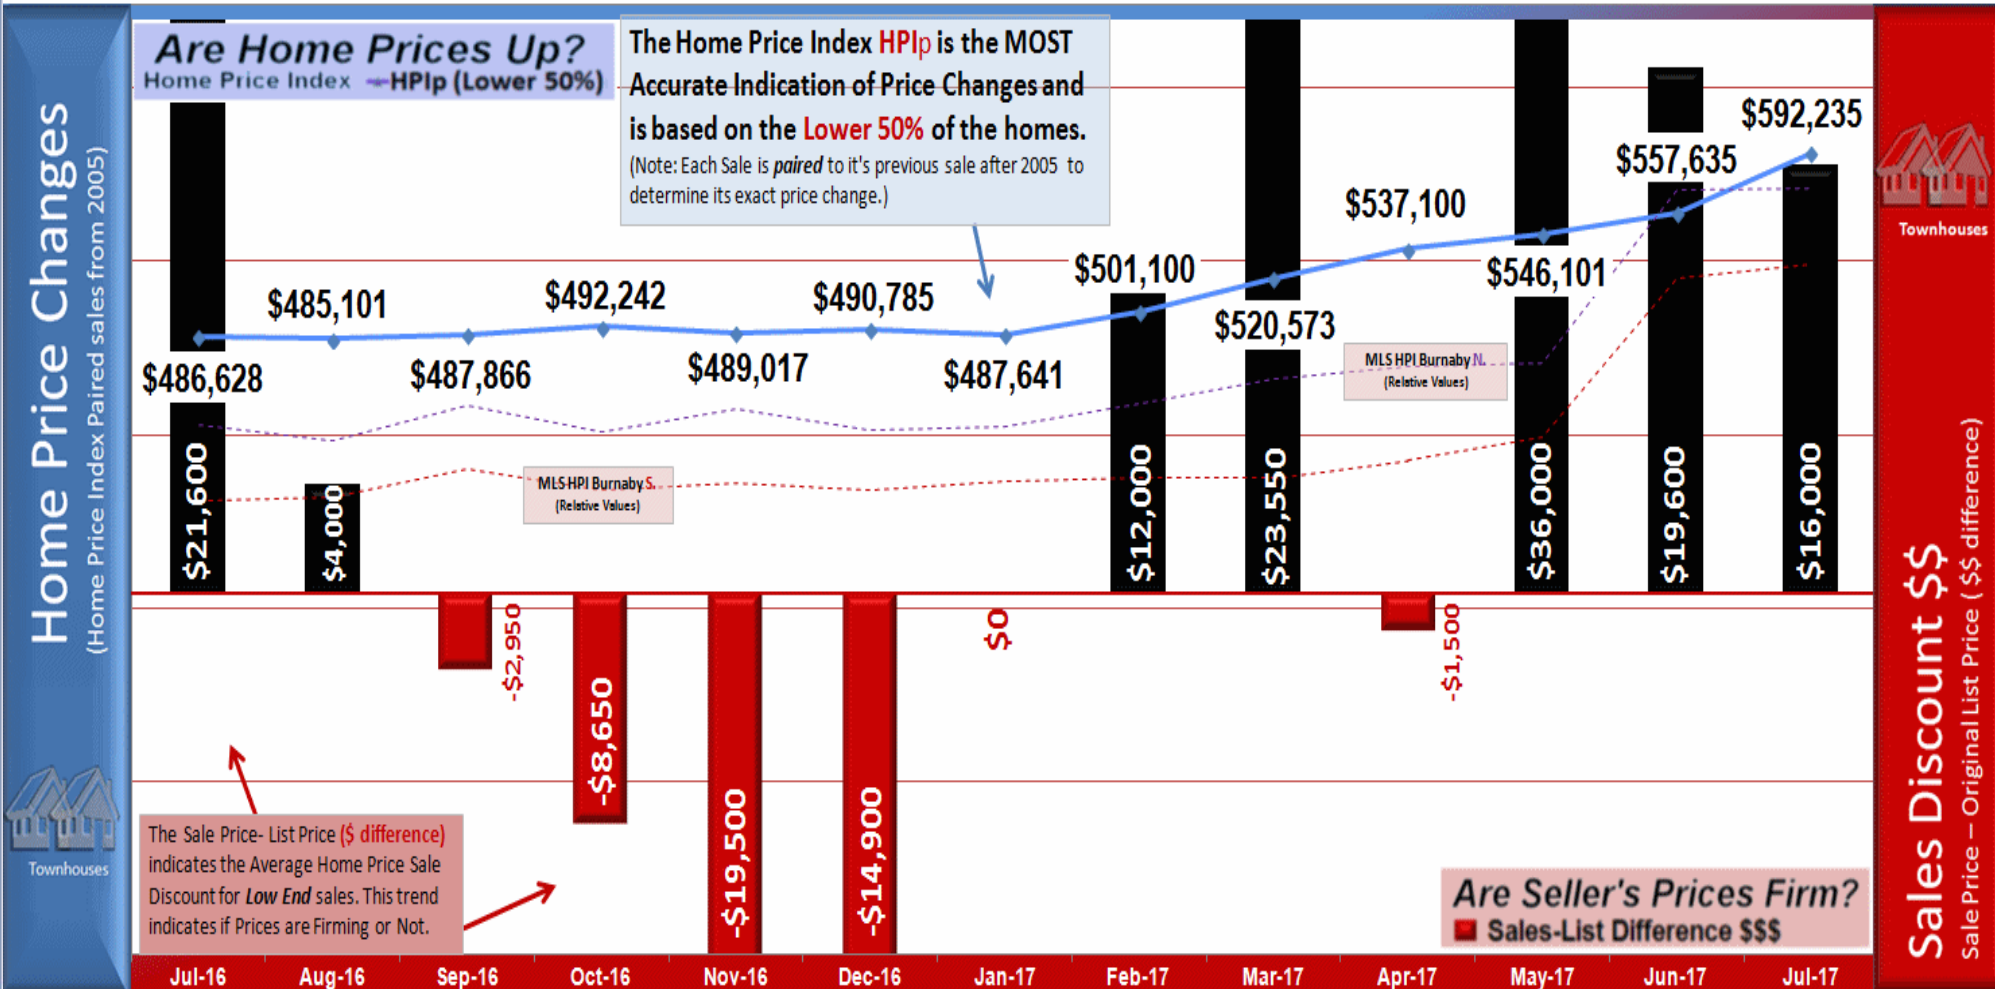 Home Price Changes
(Home Price Index Paired sales from 2005)
Townhouses
Are Home Prices Up?
Home Price Index HPIp (Lower 50%)
The Home Price Index HPIp is the MOST
Accurate Indication of Price Changes and
is based on the Lower 50% of the homes.
(Note: Each Sale is paired to it's previous sale after 2005 to
determine its exact price change.)
$486,628
$485,101
$487,866
$492,242
$489,017
$490,785
$487,641
$501,100
$520,573
$537,100
$546,101
$557,635
$592,235
MLS HPI Burnaby N.
(Relative Values)
MLS HPI Burnaby S.
(Relative Values)
$21,600
$4,000
-$2,950
-$8,650
-$19,500
-$14,900
$0
$12,000
$23,550
-$1,500
$36,000
$19,600
$16,000
The Sale Price- List Price ($ difference)
indicates the Average Home Price Sale
Discount for Low End sales. This trend
indicates if Prices are Firming or Not.
Are Seller's Prices Firm?
Sales-List Difference $$$
Jul-16 Aug-16 Sep-16 Oct-16 Nov-16 Dec-16 Jan-17 Feb-17 Mar-17 Apr-17 May-17 Jun-17 Jul-17
Townhouses
Sales Discount $$
Sale Price – Original List Price ( $$ difference)